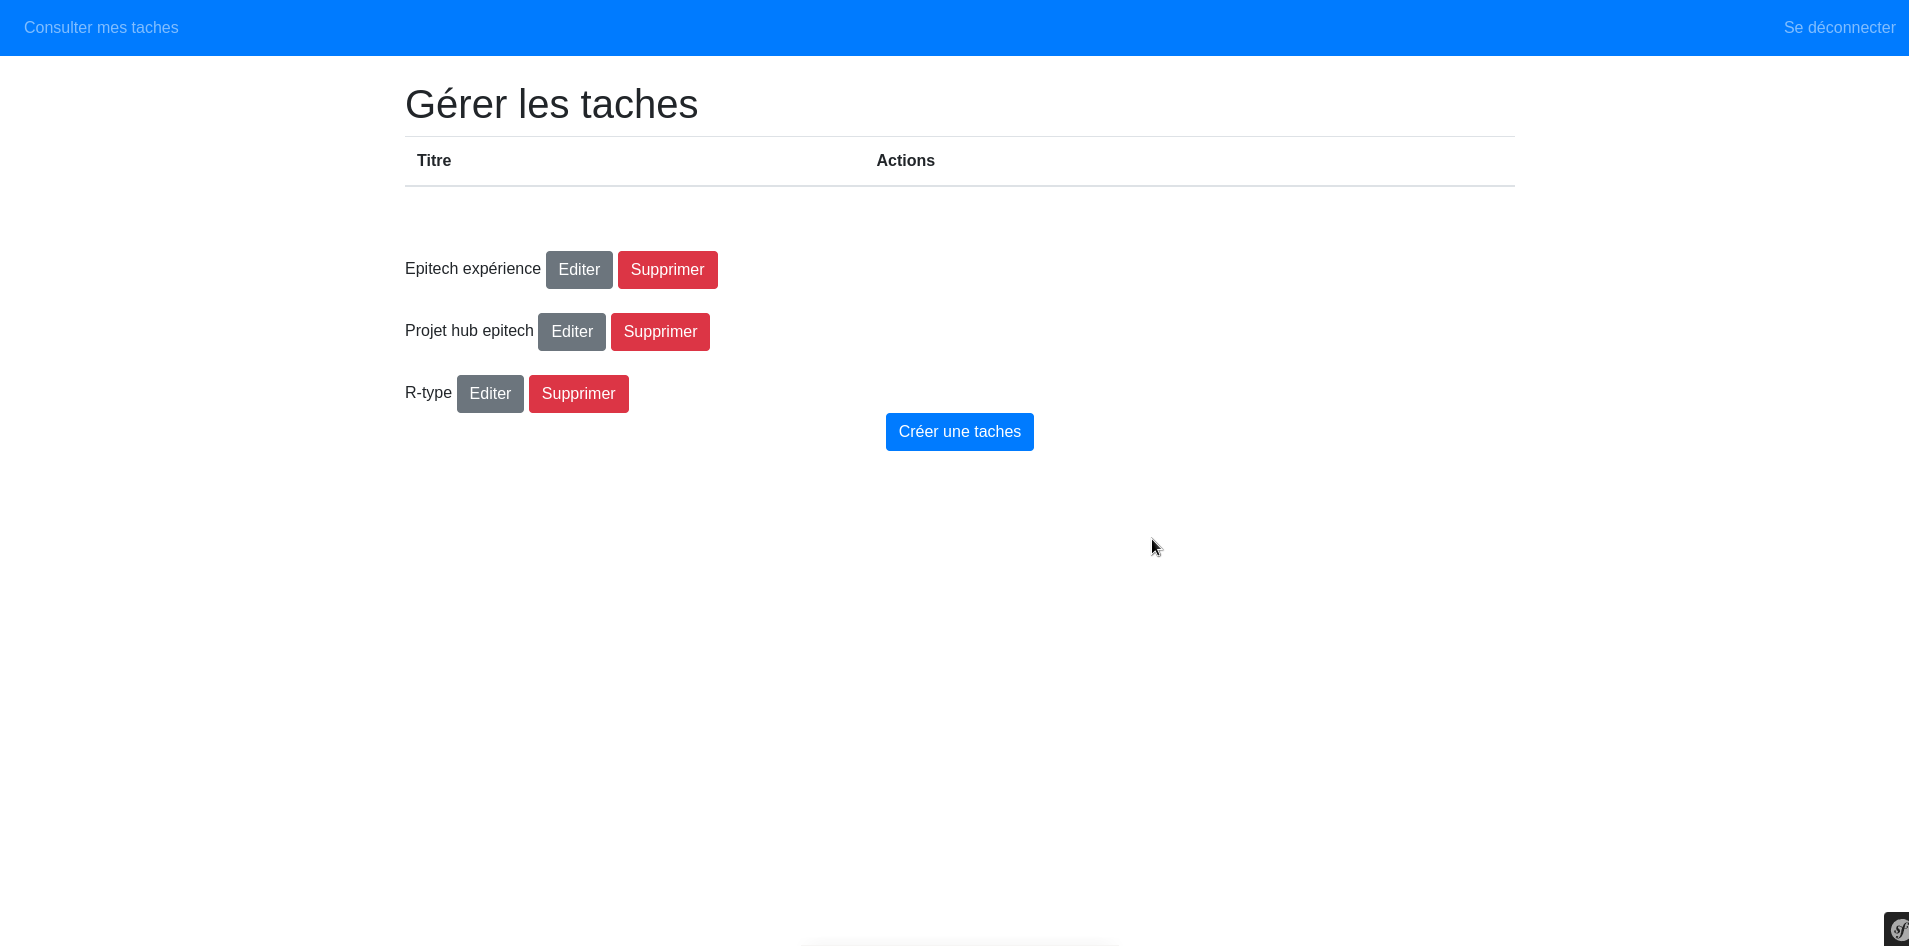 Consulter mes taches Se déconnecter
Gérer les taches
Titre Actions
Epitech expérience Editer Supprimer
Projet hub epitech Editer Supprimer
R-type Editer Supprimer
Créer une taches
sf